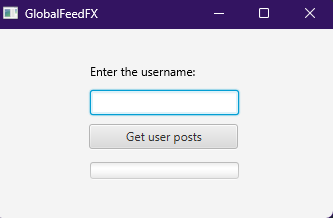 GlobalFeedFX
Enter the username:
Get user posts